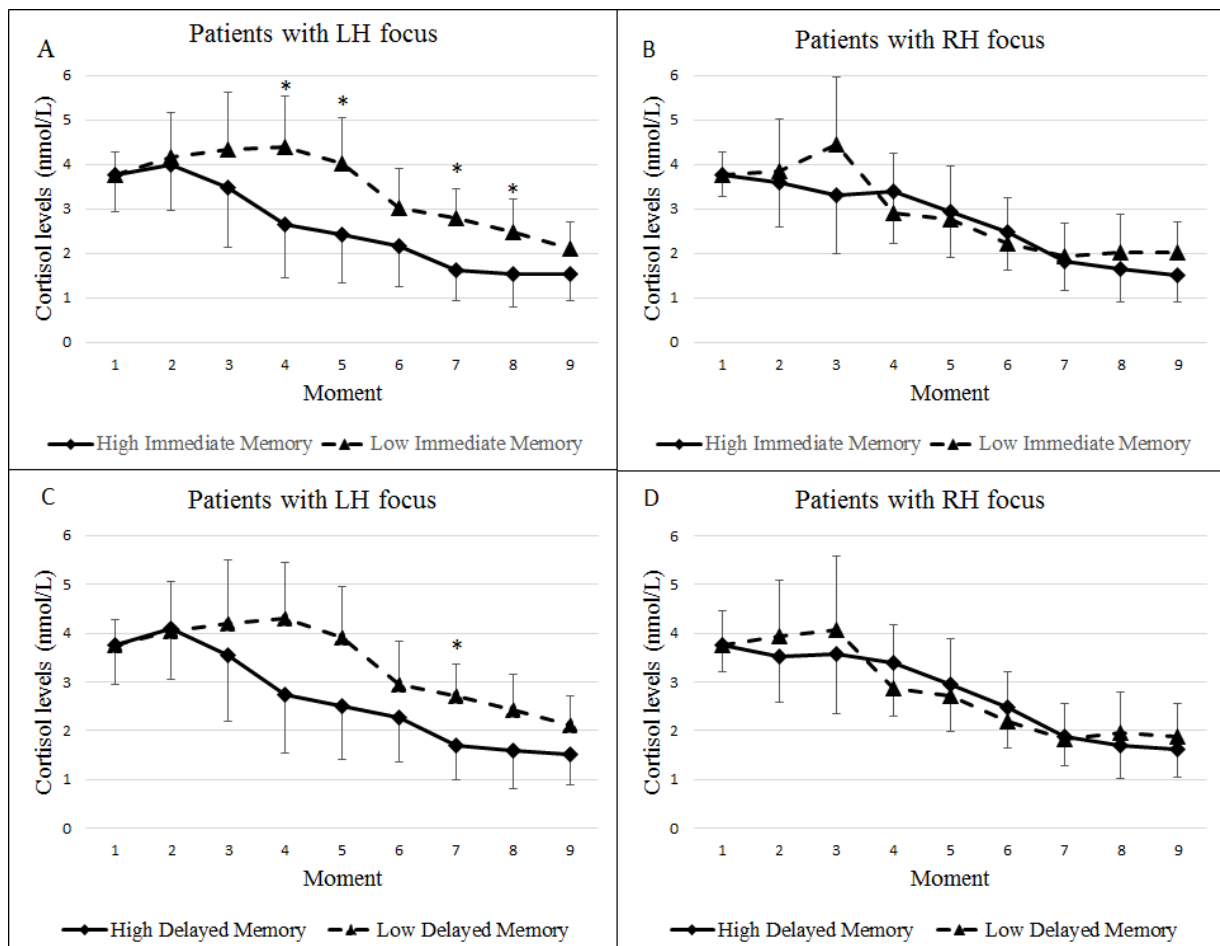 A
Patients with LH focus
Cortisol levels (nmol/L)
6
5
4
3
2
1
0
*
*
*
*
1 2 3 4 5 6 7 8 9
Moment
High Immediate Memory Low Immediate Memory
B
Patients with RH focus
Cortisol levels (nmol/L)
6
5
4
3
2
1
0
1 2 3 4 5 6 7 8 9
Moment
High Immediate Memory Low Immediate Memory
C
Patients with LH focus
Cortisol levels (nmol/L)
6
5
4
3
2
1
0
*
1 2 3 4 5 6 7 8 9
Moment
High Delayed Memory Low Delayed Memory
D
Patients with RH focus
Cortisol levels (nmol/L)
6
5
4
3
2
1
0
1 2 3 4 5 6 7 8 9
Moment
High Delayed Memory Low Delayed Memory